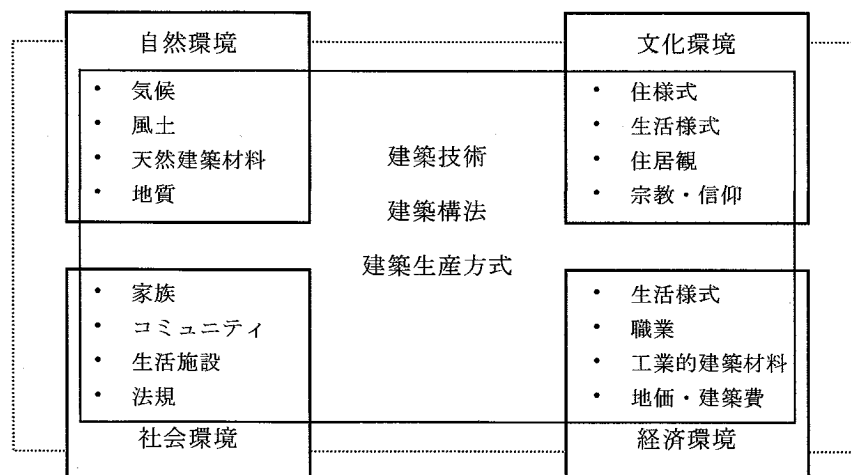 自然環境
・ 気候
・ 風土
・ 天然建築材料
・ 地質
文化環境
・ 住様式
・ 生活様式
・ 住居観
・ 宗教・信仰
建築技術
建築構法
建築生産方式
・ 家族
・ コミュニティ
・ 生活施設
・ 法規
社会環境
・ 生活様式
・ 職業
・ 工業的建築材料
・ 地価・建築費
経済環境